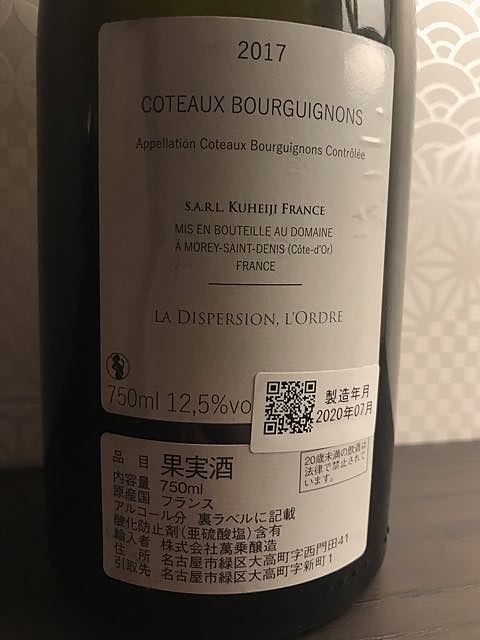 2017
COTEAUX BOURGUIGNONS
Appellation Coteaux Bourguignons Contrôlée
S.A.R.L. KUHEIJI FRANCE
MIS EN BOUTEILLE AU DOMAINE
À MOREY-SAINT-DENIS (Côte-d'Or)
FRANCE
LA DISPERSION, L'ORDRE
750ml 12,5%vo
製造年月
2020年07月
20歳未満の飲酒は
法律で禁止されて
います。
品目 果実酒
内容量 750ml
原産国 フランス
アルコール分 裏ラベルに記載
酸化防止剤(亜硫酸塩)含有
輸入者 株式会社萬乗醸造
住所 名古屋市緑区大高町字西門田41
引取先 名古屋市緑区大高町字新町1